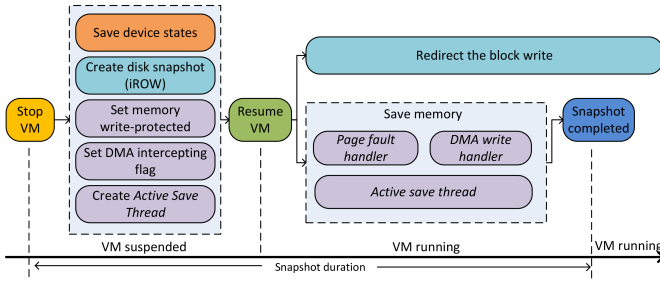 Stop
VM
Save device states
Create disk snapshot
(iROW)
Set memory
write-protected
Set DMA intercepting
flag
Create Active Save
Thread
Resume
VM
Redirect the block write
Save memory
Page fault
handler
DMA write
handler
Active save thread
Snapshot
completed
VM suspended
VM running
VM running
Snapshot duration